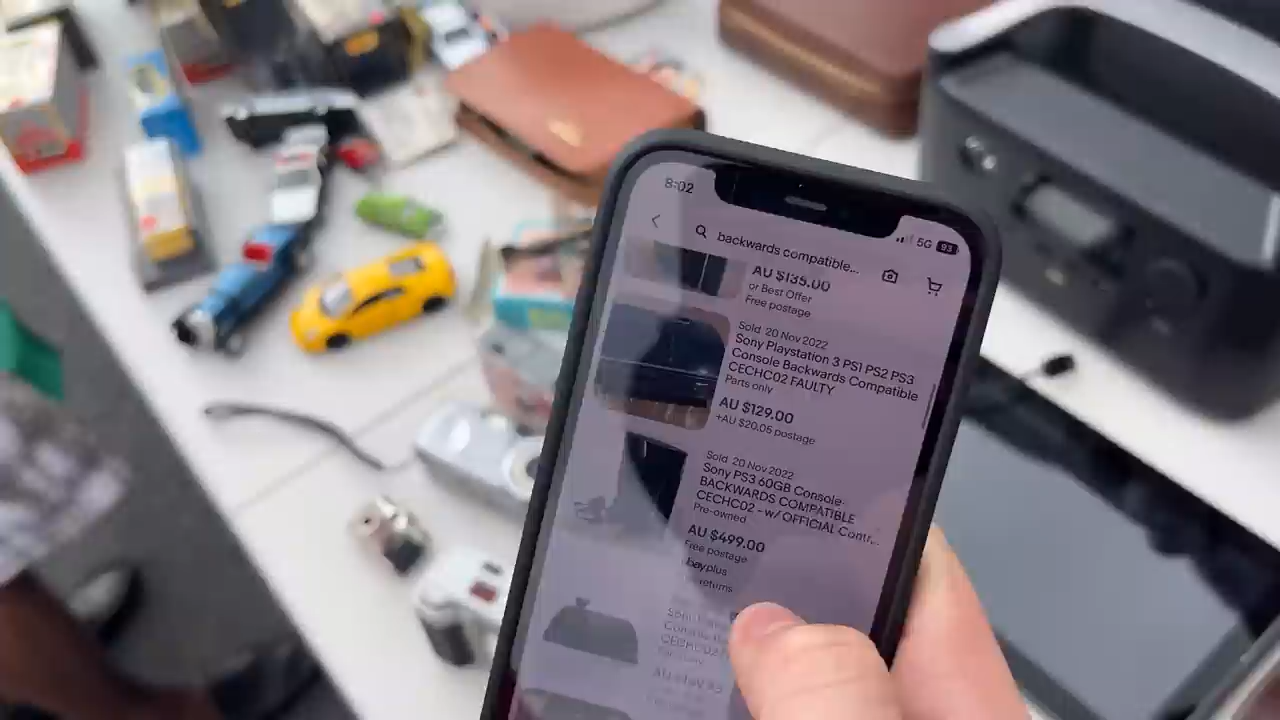 8:02
5G 93
backwards compatible...
AU $135.00
or Best Offer
Free postage
Sold 20 Nov 2022
Sony Playstation 3 PS1 PS2 PS3
Console Backwards Compatible
CECHC02 FAULTY
Parts only
AU $129.00
+AU $20.05 postage
Sold 20 Nov 2022
Sony PS3 60GB Console-
BACKWARDS COMPATIBLE
CECHC02 - w/ OFFICIAL Contr...
Pre-owned
AU $499.00
Free postage
bayplus
returns